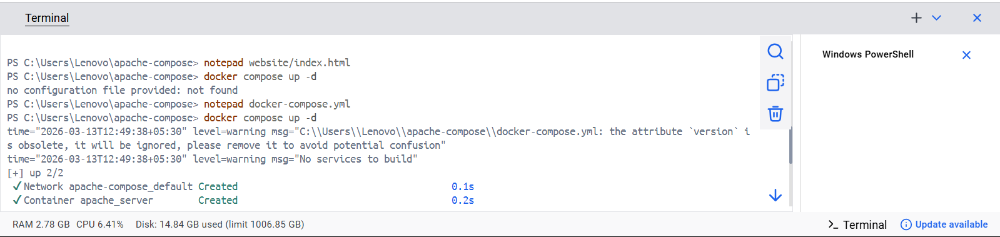 Terminal
PS C:\Users\Lenovo\apache-compose> notepad website/index.html
PS C:\Users\Lenovo\apache-compose> docker compose up -d
no configuration file provided: not found
PS C:\Users\Lenovo\apache-compose> notepad docker-compose.yml
PS C:\Users\Lenovo\apache-compose> docker compose up -d
time="2026-03-13T12:49:38+05:30" level=warning msg="C:\\Users\\Lenovo\\apache-compose\\docker-compose.yml: the attribute `version` i
s obsolete, it will be ignored, please remove it to avoid potential confusion"
time="2026-03-13T12:49:38+05:30" level=warning msg="No services to build"
[+] up 2/2
✓Network apache-compose_default Created 0.1s
✓Container apache_server Created 0.2s
Windows PowerShell
RAM 2.78 GB CPU 6.41% Disk: 14.84 GB used (limit 1006.85 GB)
Terminal
Update available